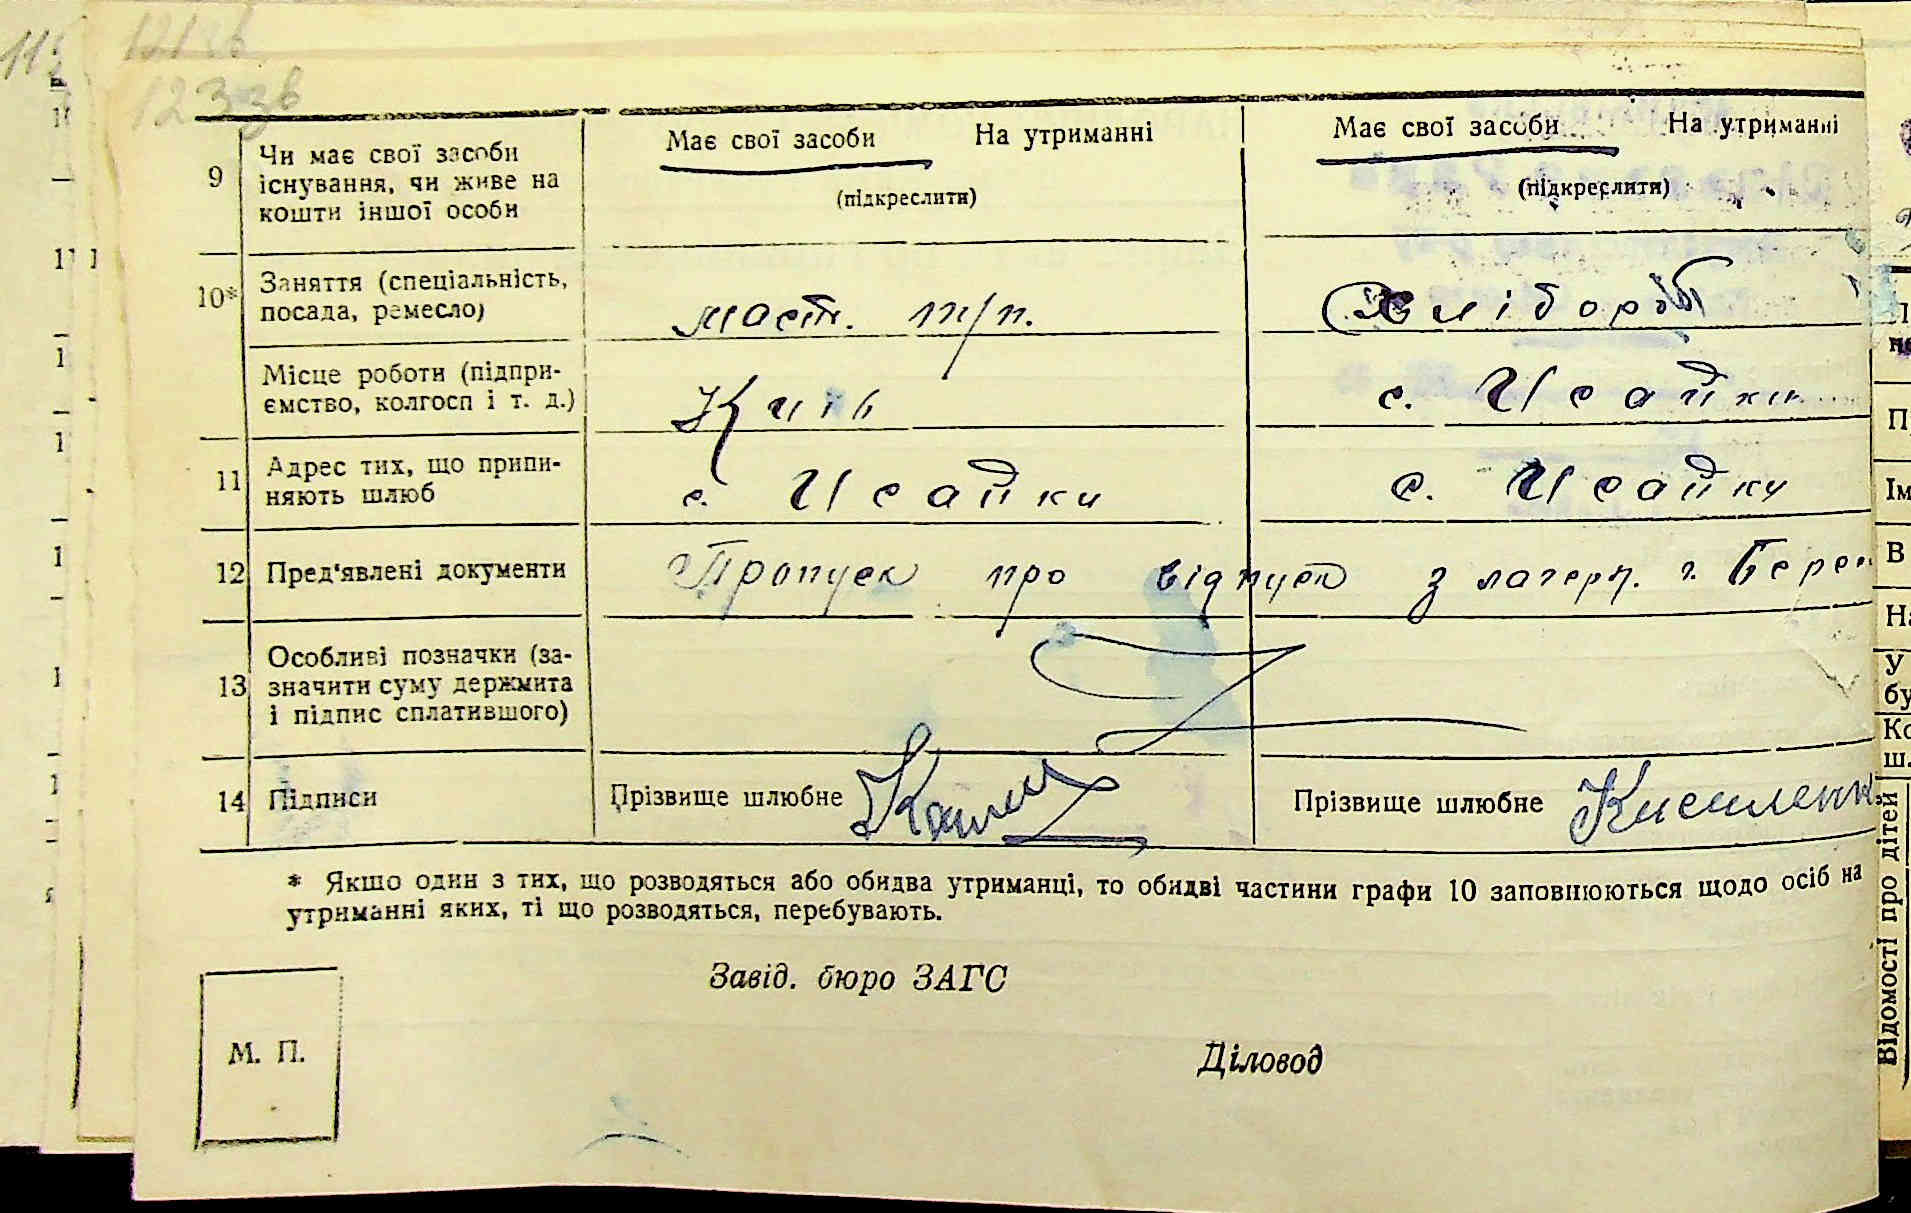 123зв
9 Чи має свої засоби
існування, чи живе на
кошти іншої особи
Має свої засоби На утриманні
(підкреслити)
Має свої засоби На утриманні
(підкреслити)
10* Заняття (спеціальність,
посада, ремесло)
маст. т/п.
Хлібороб
Місце роботи (підпри-
ємство, колгосп і т. д.)
Київ
с. Исайки
11 Адрес тих, що припи-
няють шлюб
с. Исайки
с. Исайки
12 Пред'явлені документи
Пропуск про відпуск з лагеря. г.
13 Особливі позначки (за-
значити суму держмита
і підпис сплатившого)
14 Підписи
Прізвище шлюбне
Прізвище шлюбне
* Якшо один з тих, що розводяться або обидва утриманці, то обидві частини графи 10 заповнюються щодо осіб на
утриманні яких, ті що розводяться, перебувають.
Завід. бюро ЗАГС
М. П.
Діловод
Відомості про дітей